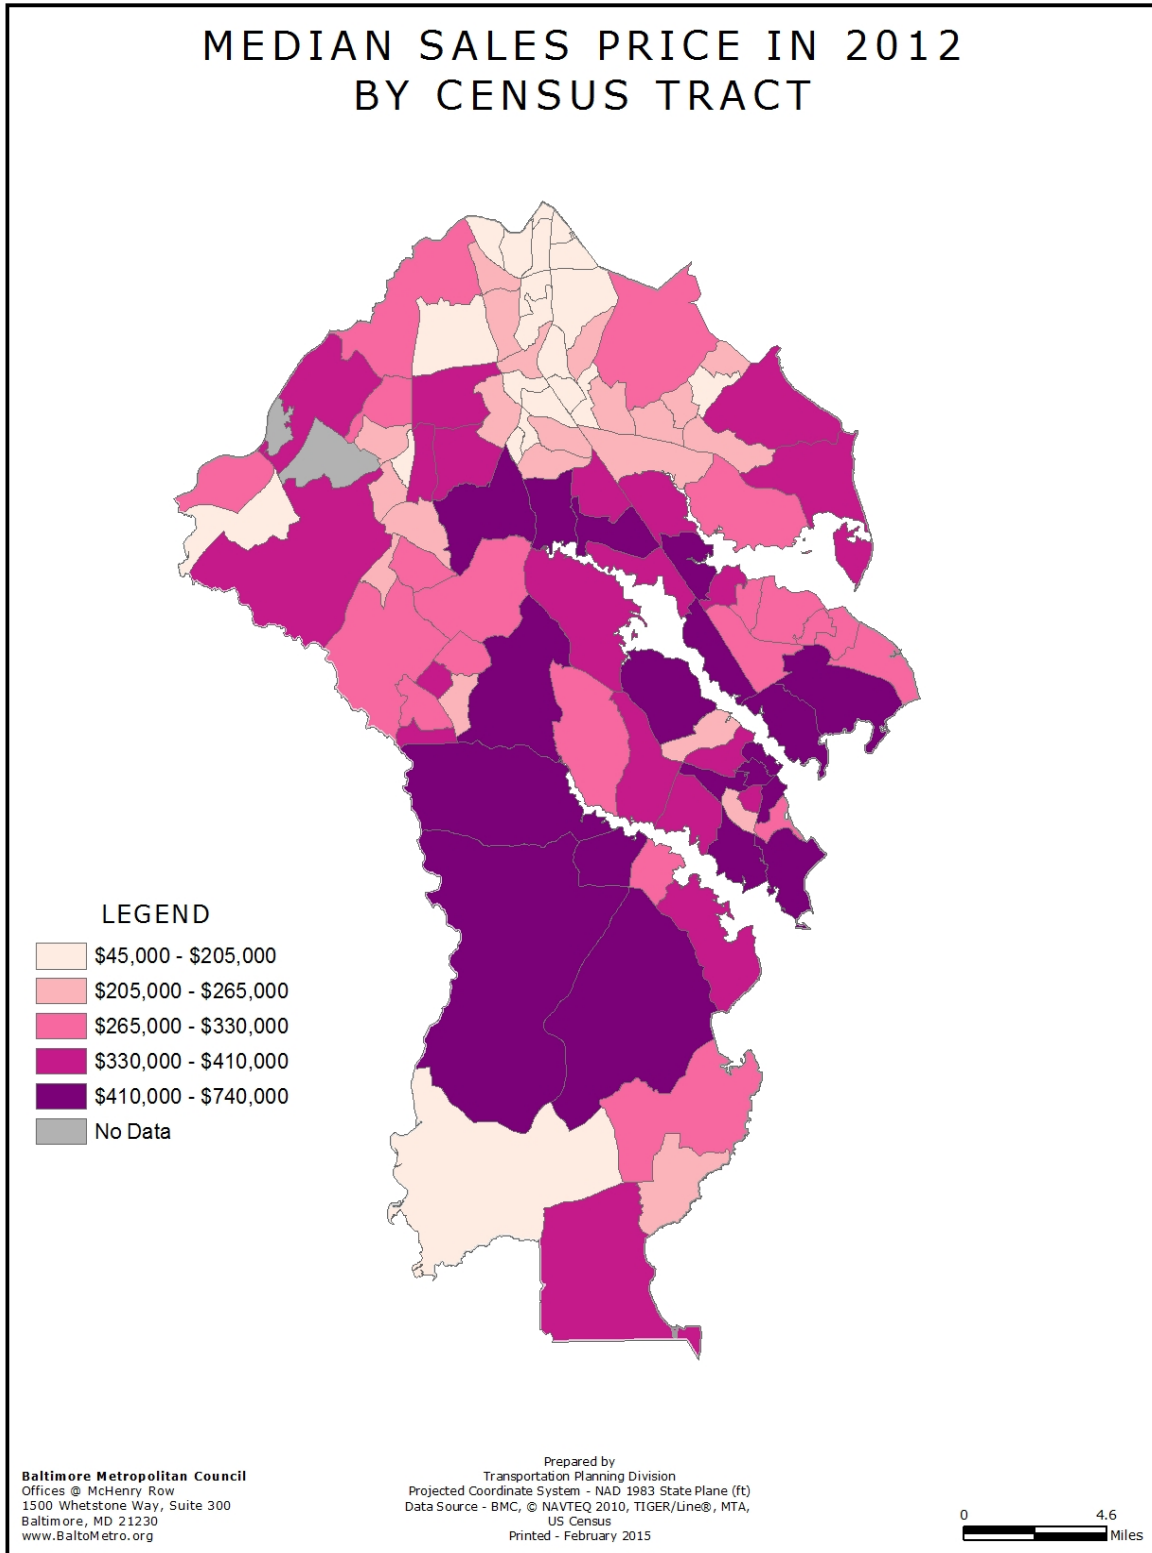 MEDIAN SALES PRICE IN 2012
BY CENSUS TRACT
LEGEND
$45,000 - $205,000
$205,000 - $265,000
$265,000 - $330,000
$330,000 - $410,000
$410,000 - $740,000
No Data
Baltimore Metropolitan Council
Offices @ McHenry Row
1500 Whetstone Way, Suite 300
Baltimore, MD 21230
www.BaltoMetro.org
Prepared by
Transportation Planning Division
Projected Coordinate System - NAD 1983 State Plane (ft)
Data Source - BMC, © NAVTEQ 2010, TIGER/Line®, MTA,
US Census
Printed - February 2015
0 4.6
Miles